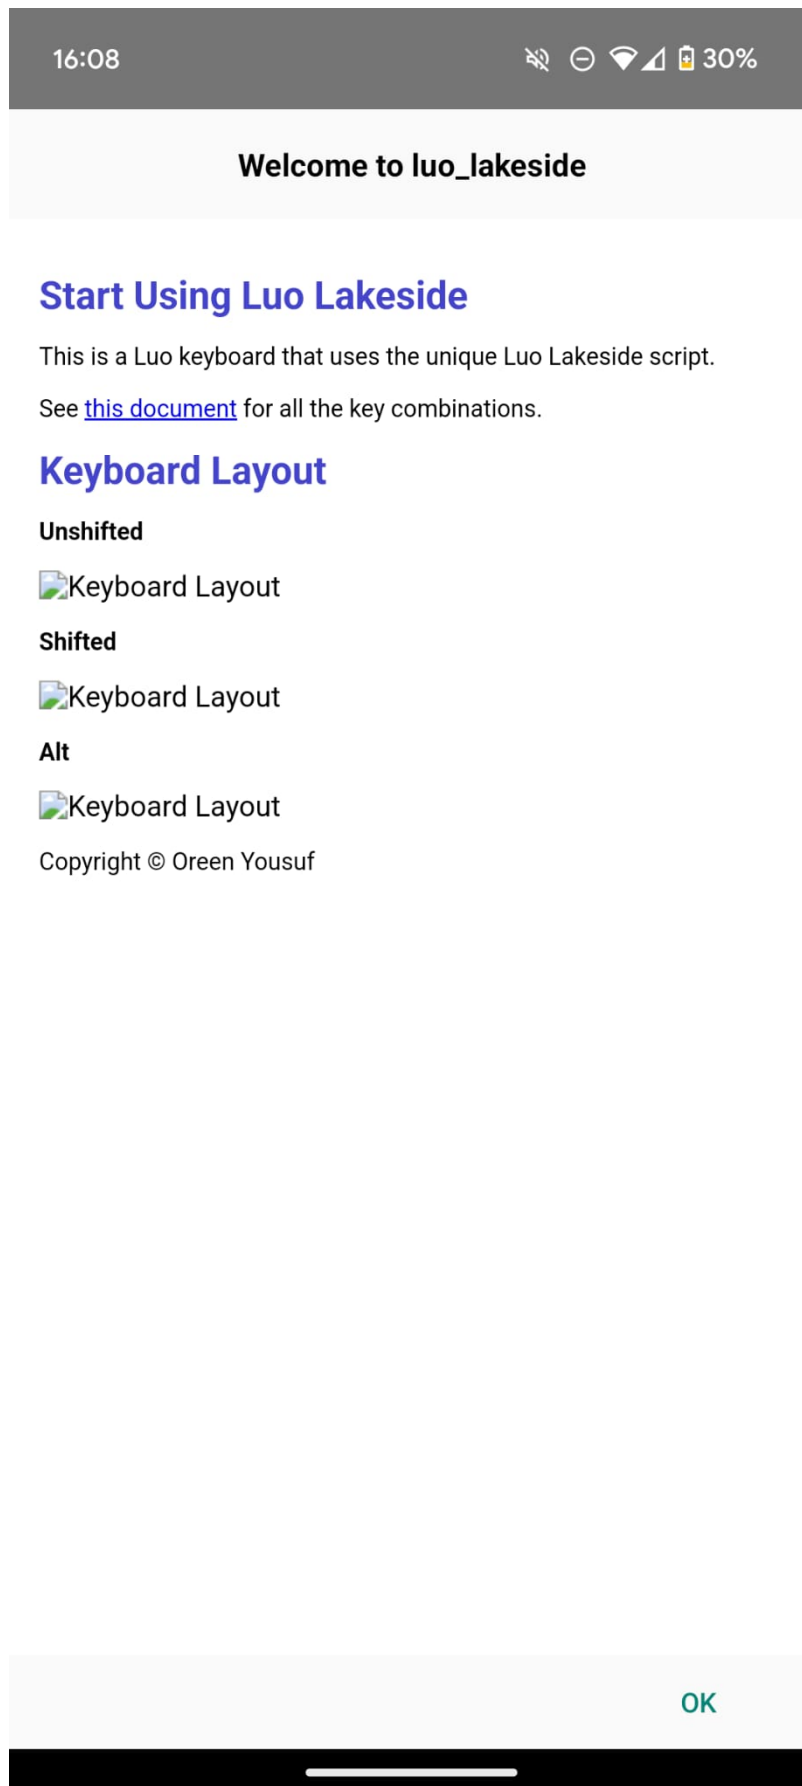 16:08
30%
Welcome to luo_lakeside
Start Using Luo Lakeside
This is a Luo keyboard that uses the unique Luo Lakeside script.
See this document for all the key combinations.
Keyboard Layout
Unshifted
Keyboard Layout
Shifted
Keyboard Layout
Alt
Keyboard Layout
Copyright © Oreen Yousuf
OK